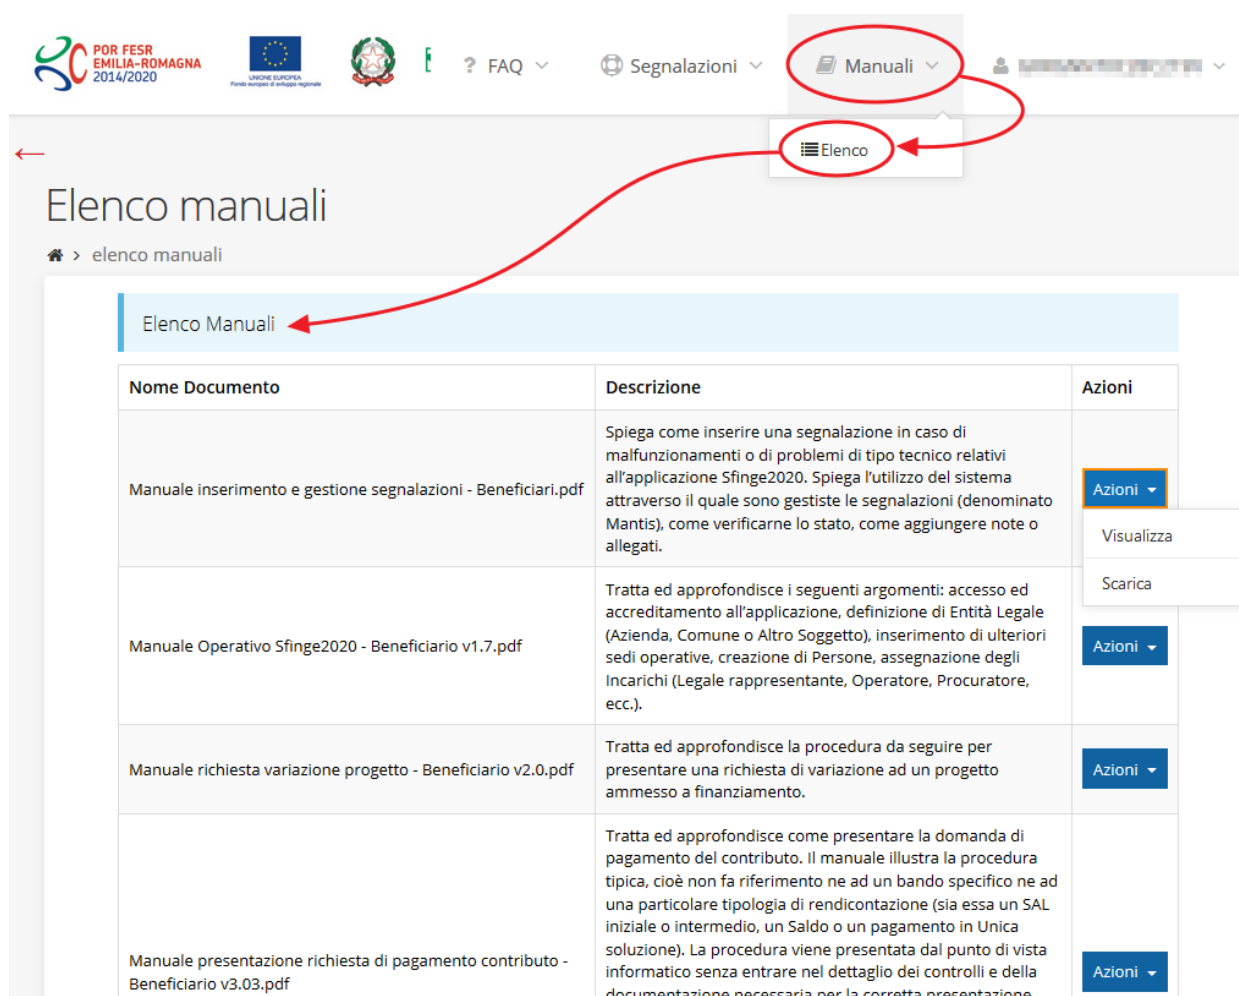 POR FESR
EMILIA-ROMAGNA
2014/2020
UNIONE EUROPEA
Fondo europeo di sviluppo regionale
E
? FAQ
Segnalazioni
Manuali
Elenco
Elenco manuali
> elenco manuali
Elenco Manuali
Nome Documento
Descrizione
Azioni
Manuale inserimento e gestione segnalazioni - Beneficiari.pdf
Spiega come inserire una segnalazione in caso di
malfunzionamenti o di problemi di tipo tecnico relativi
all'applicazione Sfinge2020. Spiega l'utilizzo del sistema
attraverso il quale sono gestiste le segnalazioni (denominato
Mantis), come verificarne lo stato, come aggiungere note o
allegati.
Azioni
Visualizza
Scarica
Manuale Operativo Sfinge2020 - Beneficiario v1.7.pdf
Tratta ed approfondisce i seguenti argomenti: accesso ed
accreditamento all'applicazione, definizione di Entità Legale
(Azienda, Comune o Altro Soggetto), inserimento di ulteriori
sedi operative, creazione di Persone, assegnazione degli
Incarichi (Legale rappresentante, Operatore, Procuratore,
ecc.).
Azioni
Manuale richiesta variazione progetto - Beneficiario v2.0.pdf
Tratta ed approfondisce la procedura da seguire per
presentare una richiesta di variazione ad un progetto
ammesso a finanziamento.
Azioni
Manuale presentazione richiesta di pagamento contributo -
Beneficiario v3.03.pdf
Tratta ed approfondisce come presentare la domanda di
pagamento del contributo. Il manuale illustra la procedura
tipica, cioè non fa riferimento ne ad un bando specifico ne ad
una particolare tipologia di rendicontazione (sia essa un SAL
iniziale o intermedio, un Saldo o un pagamento in Unica
soluzione). La procedura viene presentata dal punto di vista
informatico senza entrare nel dettaglio dei controlli e della
documentazione necessaria per la corretta presentazione
Azioni